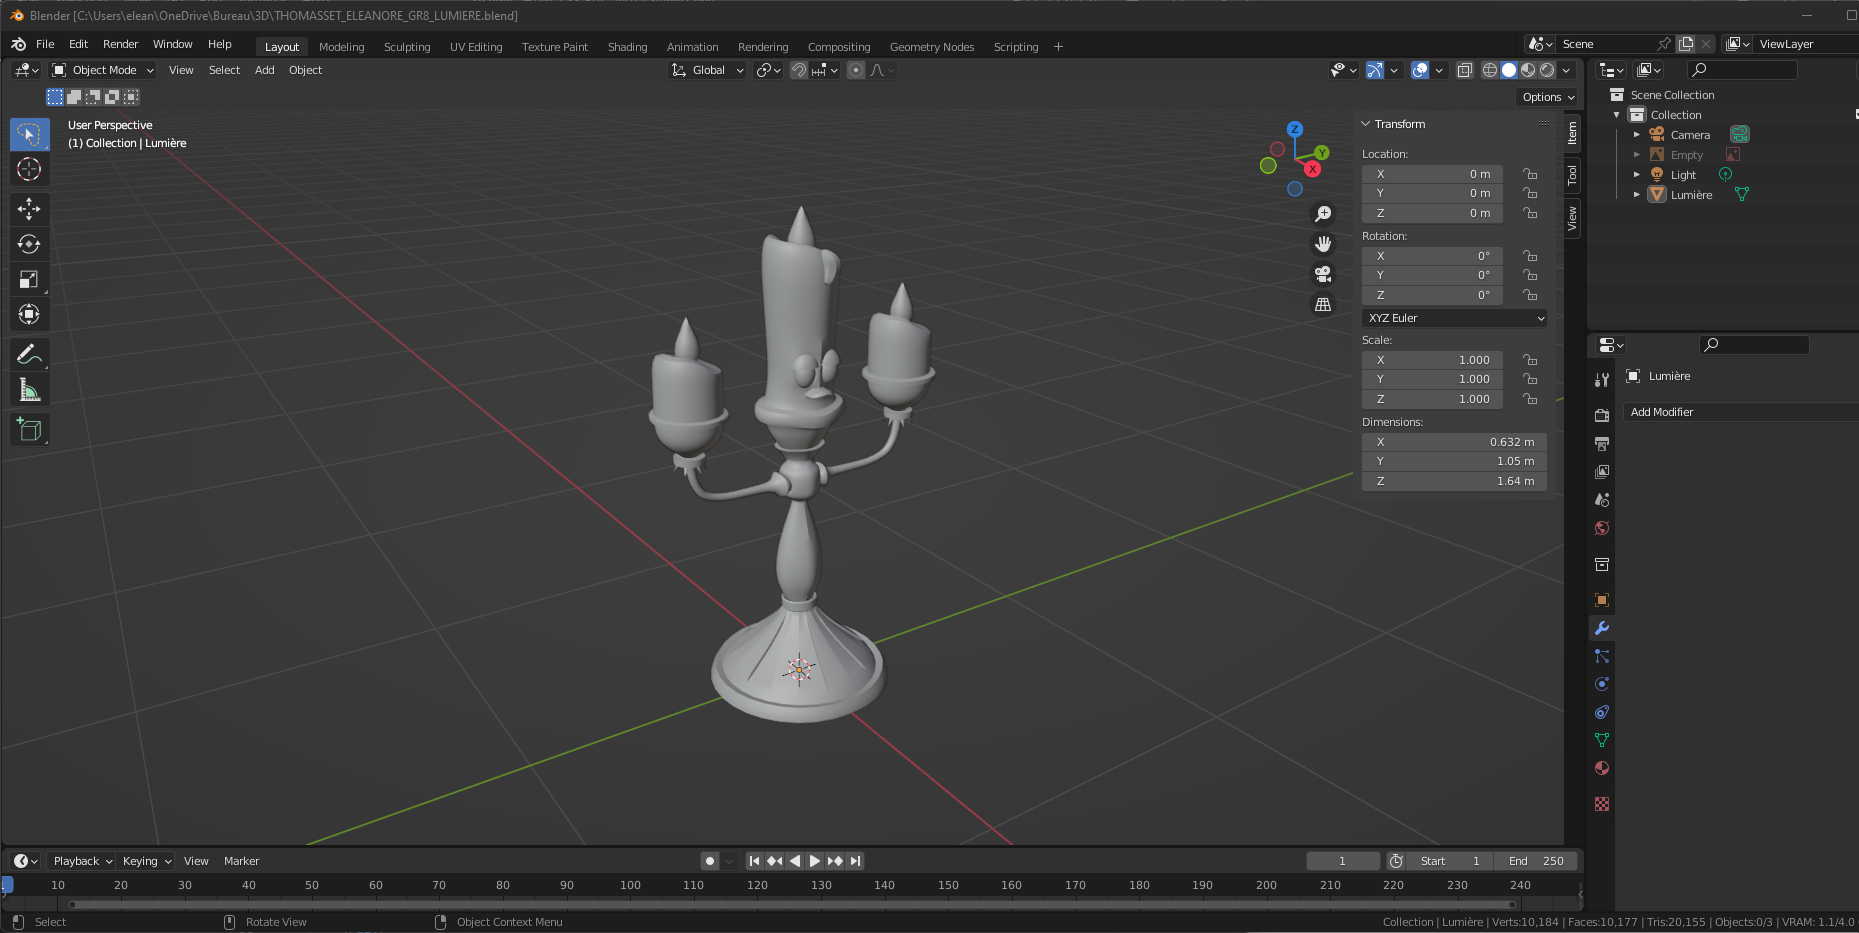 Blender [C:\Users\elean\OneDrive\Bureau\3D\THOMASSET_ELEANORE_GR8_LUMIERE.blend]
File Edit Render Window Help Layout Modeling Sculpting UV Editing Texture Paint Shading Animation Rendering Compositing Geometry Nodes Scripting + Scene ViewLayer
Object Mode View Select Add Object Global
Options
User Perspective
(1) Collection | Lumière
Z
Y
X
Transform
Location:
X 0 m
Y 0 m
Z 0 m
Rotation:
X 0°
Y 0°
Z 0°
XYZ Euler
Scale:
X 1.000
Y 1.000
Z 1.000
Dimensions:
X 0.632 m
Y 1.05 m
Z 1.64 m
Item
Tool
View
Scene Collection
Collection
Camera
Empty
Light
Lumière
Lumière
Add Modifier
Playback Keying View Marker 1 Start 1 End 250
1 10 20 30 40 50 60 70 80 90 100 110 120 130 140 150 160 170 180 190 200 210 220 230 240
Select Rotate View Object Context Menu Collection | Lumière | Verts:10,184 | Faces:10,177 | Tris:20,155 | Objects:0/3 | VRAM: 1.1/4.0